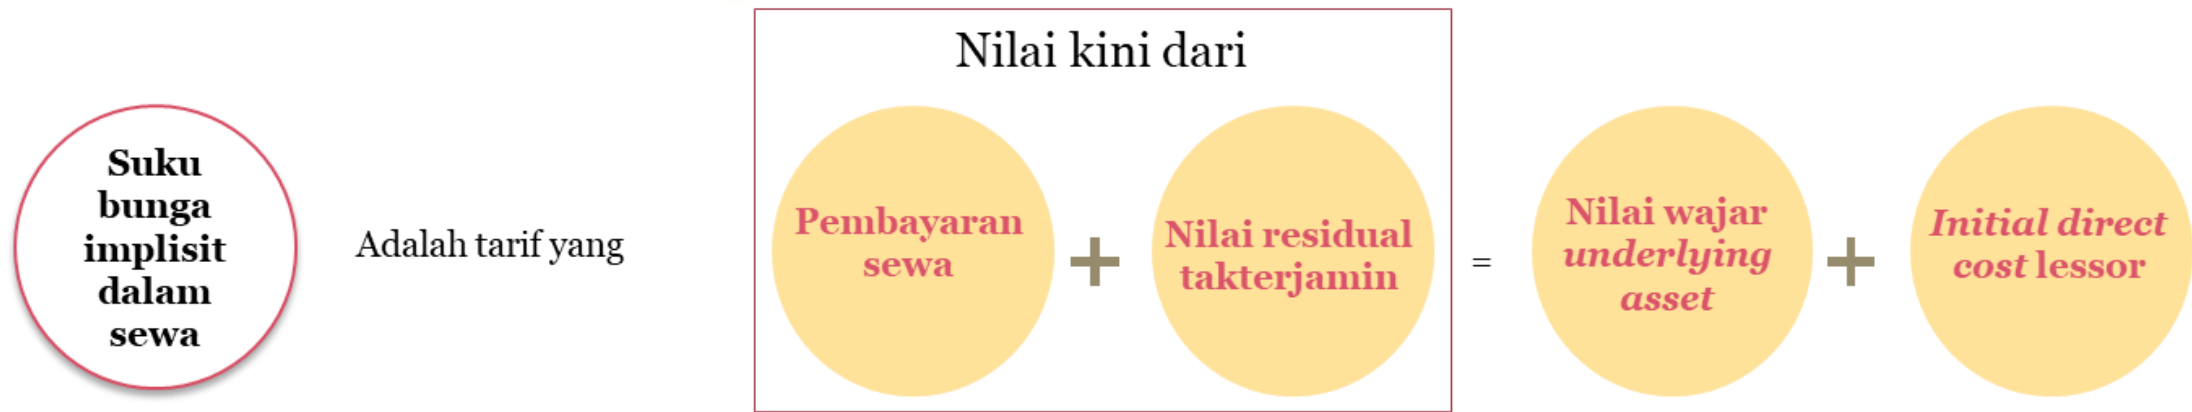 Suku
bunga
implisit
dalam
sewa
Adalah tarif yang
Nilai kini dari
Pembayaran
sewa
+
Nilai residual
takterjamin
=
Nilai wajar
underlying
asset
+
Initial direct
cost lessor